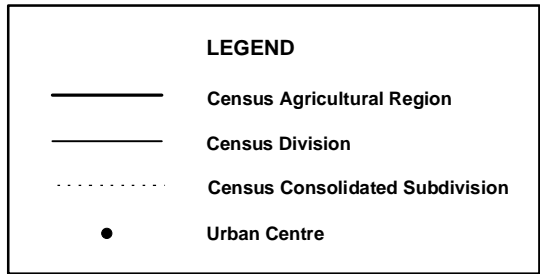 LEGEND
Census Agricultural Region
Census Division
Census Consolidated Subdivision
Urban Centre